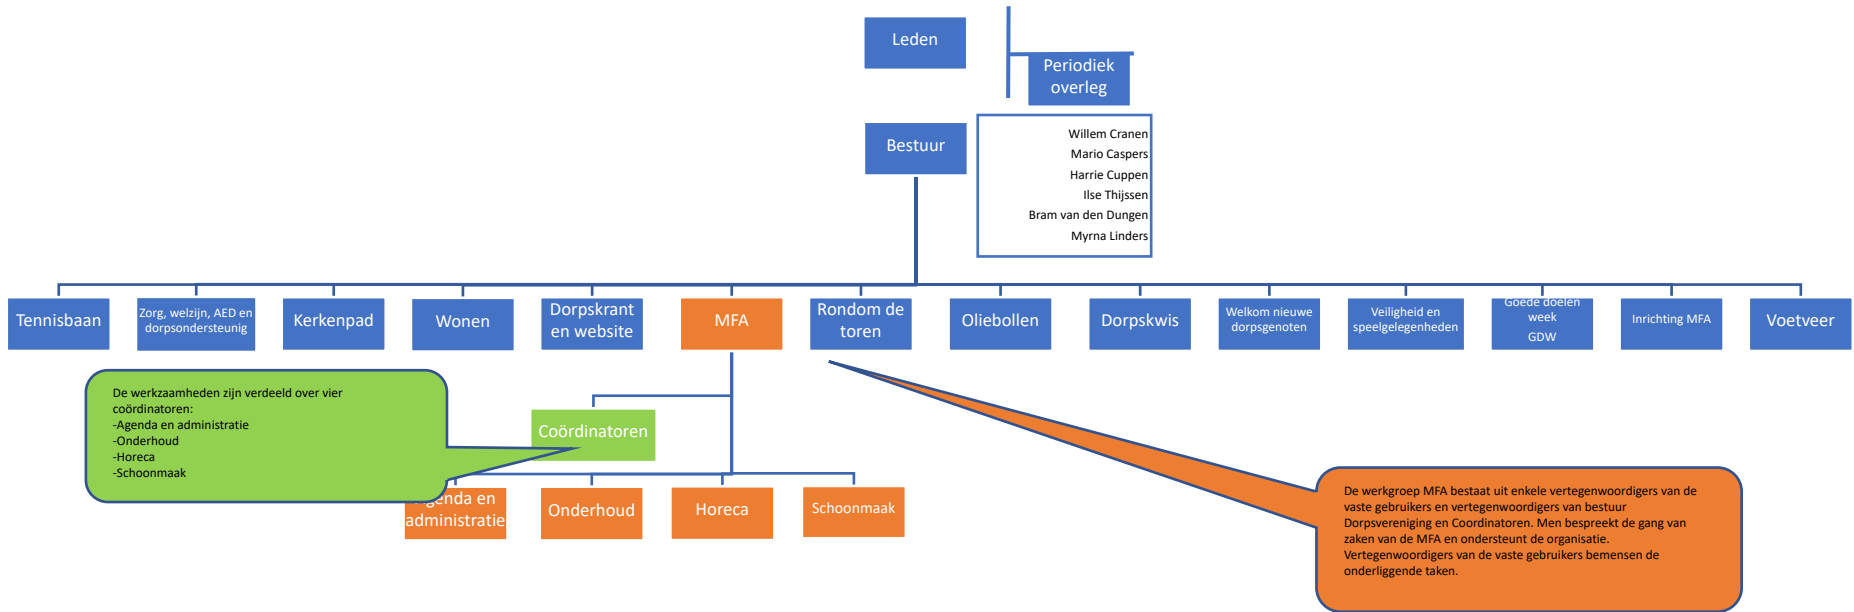 Leden
Periodiek
overleg
Bestuur
Willem Cranen
Mario Caspers
Harrie Cuppen
Ilse Thijssen
Bram van den Dungen
Myrna Linders
Tennisbaan
Zorg, welzijn, AED en
dorpsondersteunig
Kerkenpad
Wonen
Dorpskrant
en website
MFA
Rondom de
toren
Oliebollen
Dorpskwis
Welkom nieuwe
dorpsgenoten
Veiligheid en
speelgelegenheden
Goede doelen
week
GDW
Inrichting MFA
Voetveer
De werkzaamheden zijn verdeeld over vier
coördinatoren:
-Agenda en administratie
-Onderhoud
-Horeca
-Schoonmaak
Coördinatoren
Agenda en
administratie
Onderhoud
Horeca
Schoonmaak
De werkgroep MFA bestaat uit enkele vertegenwoordigers van de
vaste gebruikers en vertegenwoordigers van bestuur
Dorpsvereniging en Coordinatoren. Men bespreekt de gang van
zaken van de MFA en ondersteunt de organisatie.
Vertegenwoordigers van de vaste gebruikers bemensen de
onderliggende taken.